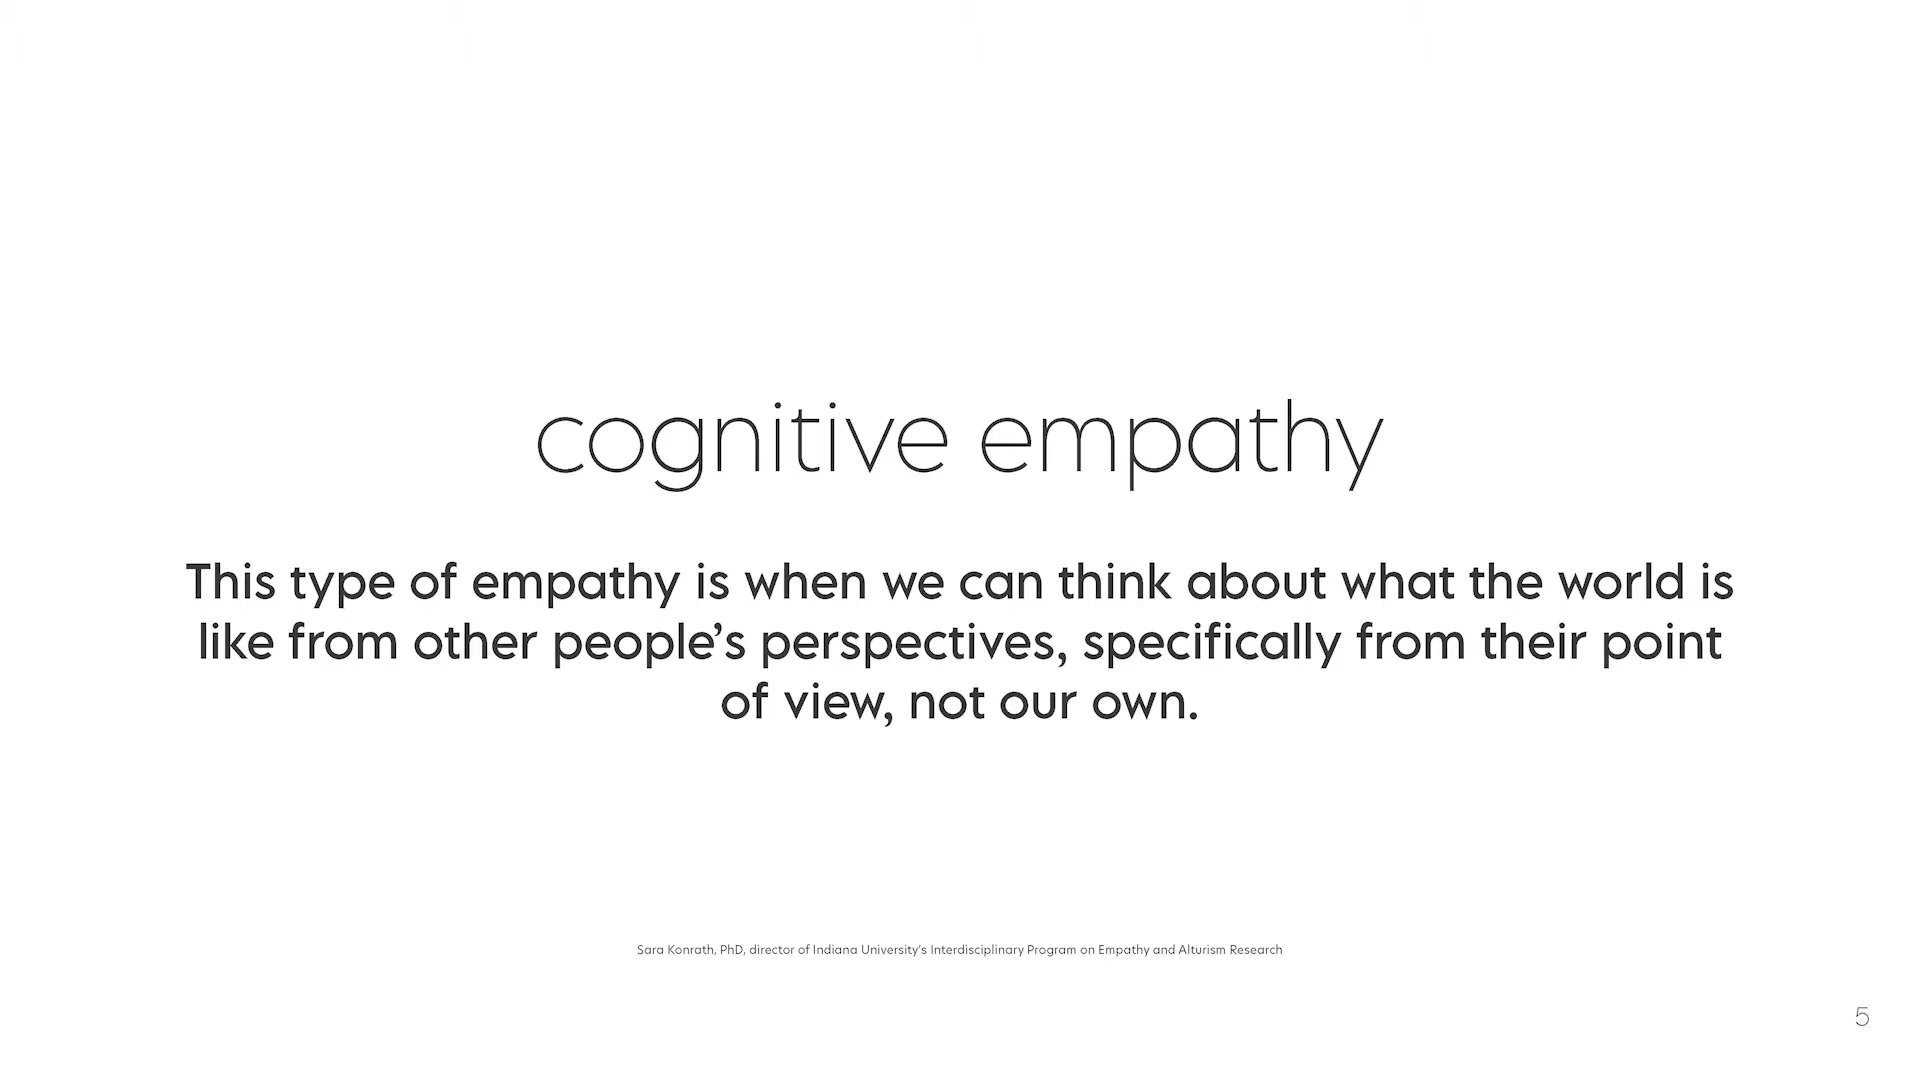 cognitive empathy
This type of empathy is when we can think about what the world is
like from other people’s perspectives, specifically from their point
of view, not our own.
Sara Konrath, PhD, director of Indiana University’s Interdisciplinary Program on Empathy and Alturism Research
5